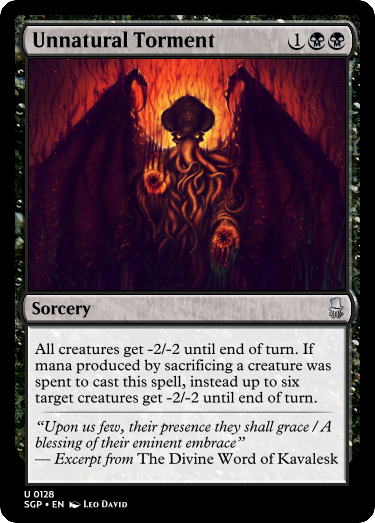 Unnatural Torment 1
Sorcery
All creatures get -2/-2 until end of turn. If
mana produced by sacrificing a creature was
spent to cast this spell, instead up to six
target creatures get -2/-2 until end of turn.
“Upon us few, their presence they shall grace / A
blessing of their eminent embrace”
— Excerpt from The Divine Word of Kavalesk
U 0128
SGP • EN Leo David